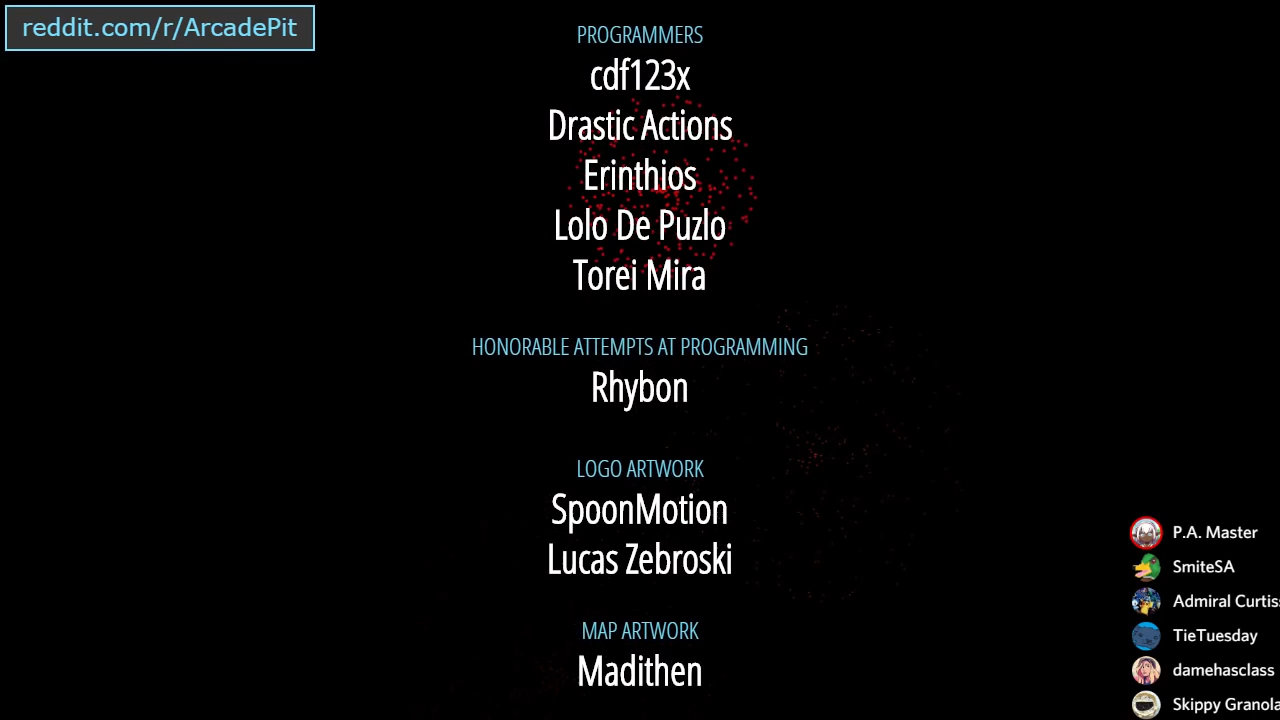 reddit.com/r/ArcadePit
PROGRAMMERS
cdf123x
Drastic Actions
Erinthios
Lolo De Puzlo
Torei Mira
HONORABLE ATTEMPTS AT PROGRAMMING
Rhybon
LOGO ARTWORK
SpoonMotion
Lucas Zebroski
MAP ARTWORK
Madithen
P.A. Master
SmiteSA
Admiral Curtis
TieTuesday
damehasclass
Skippy Granola